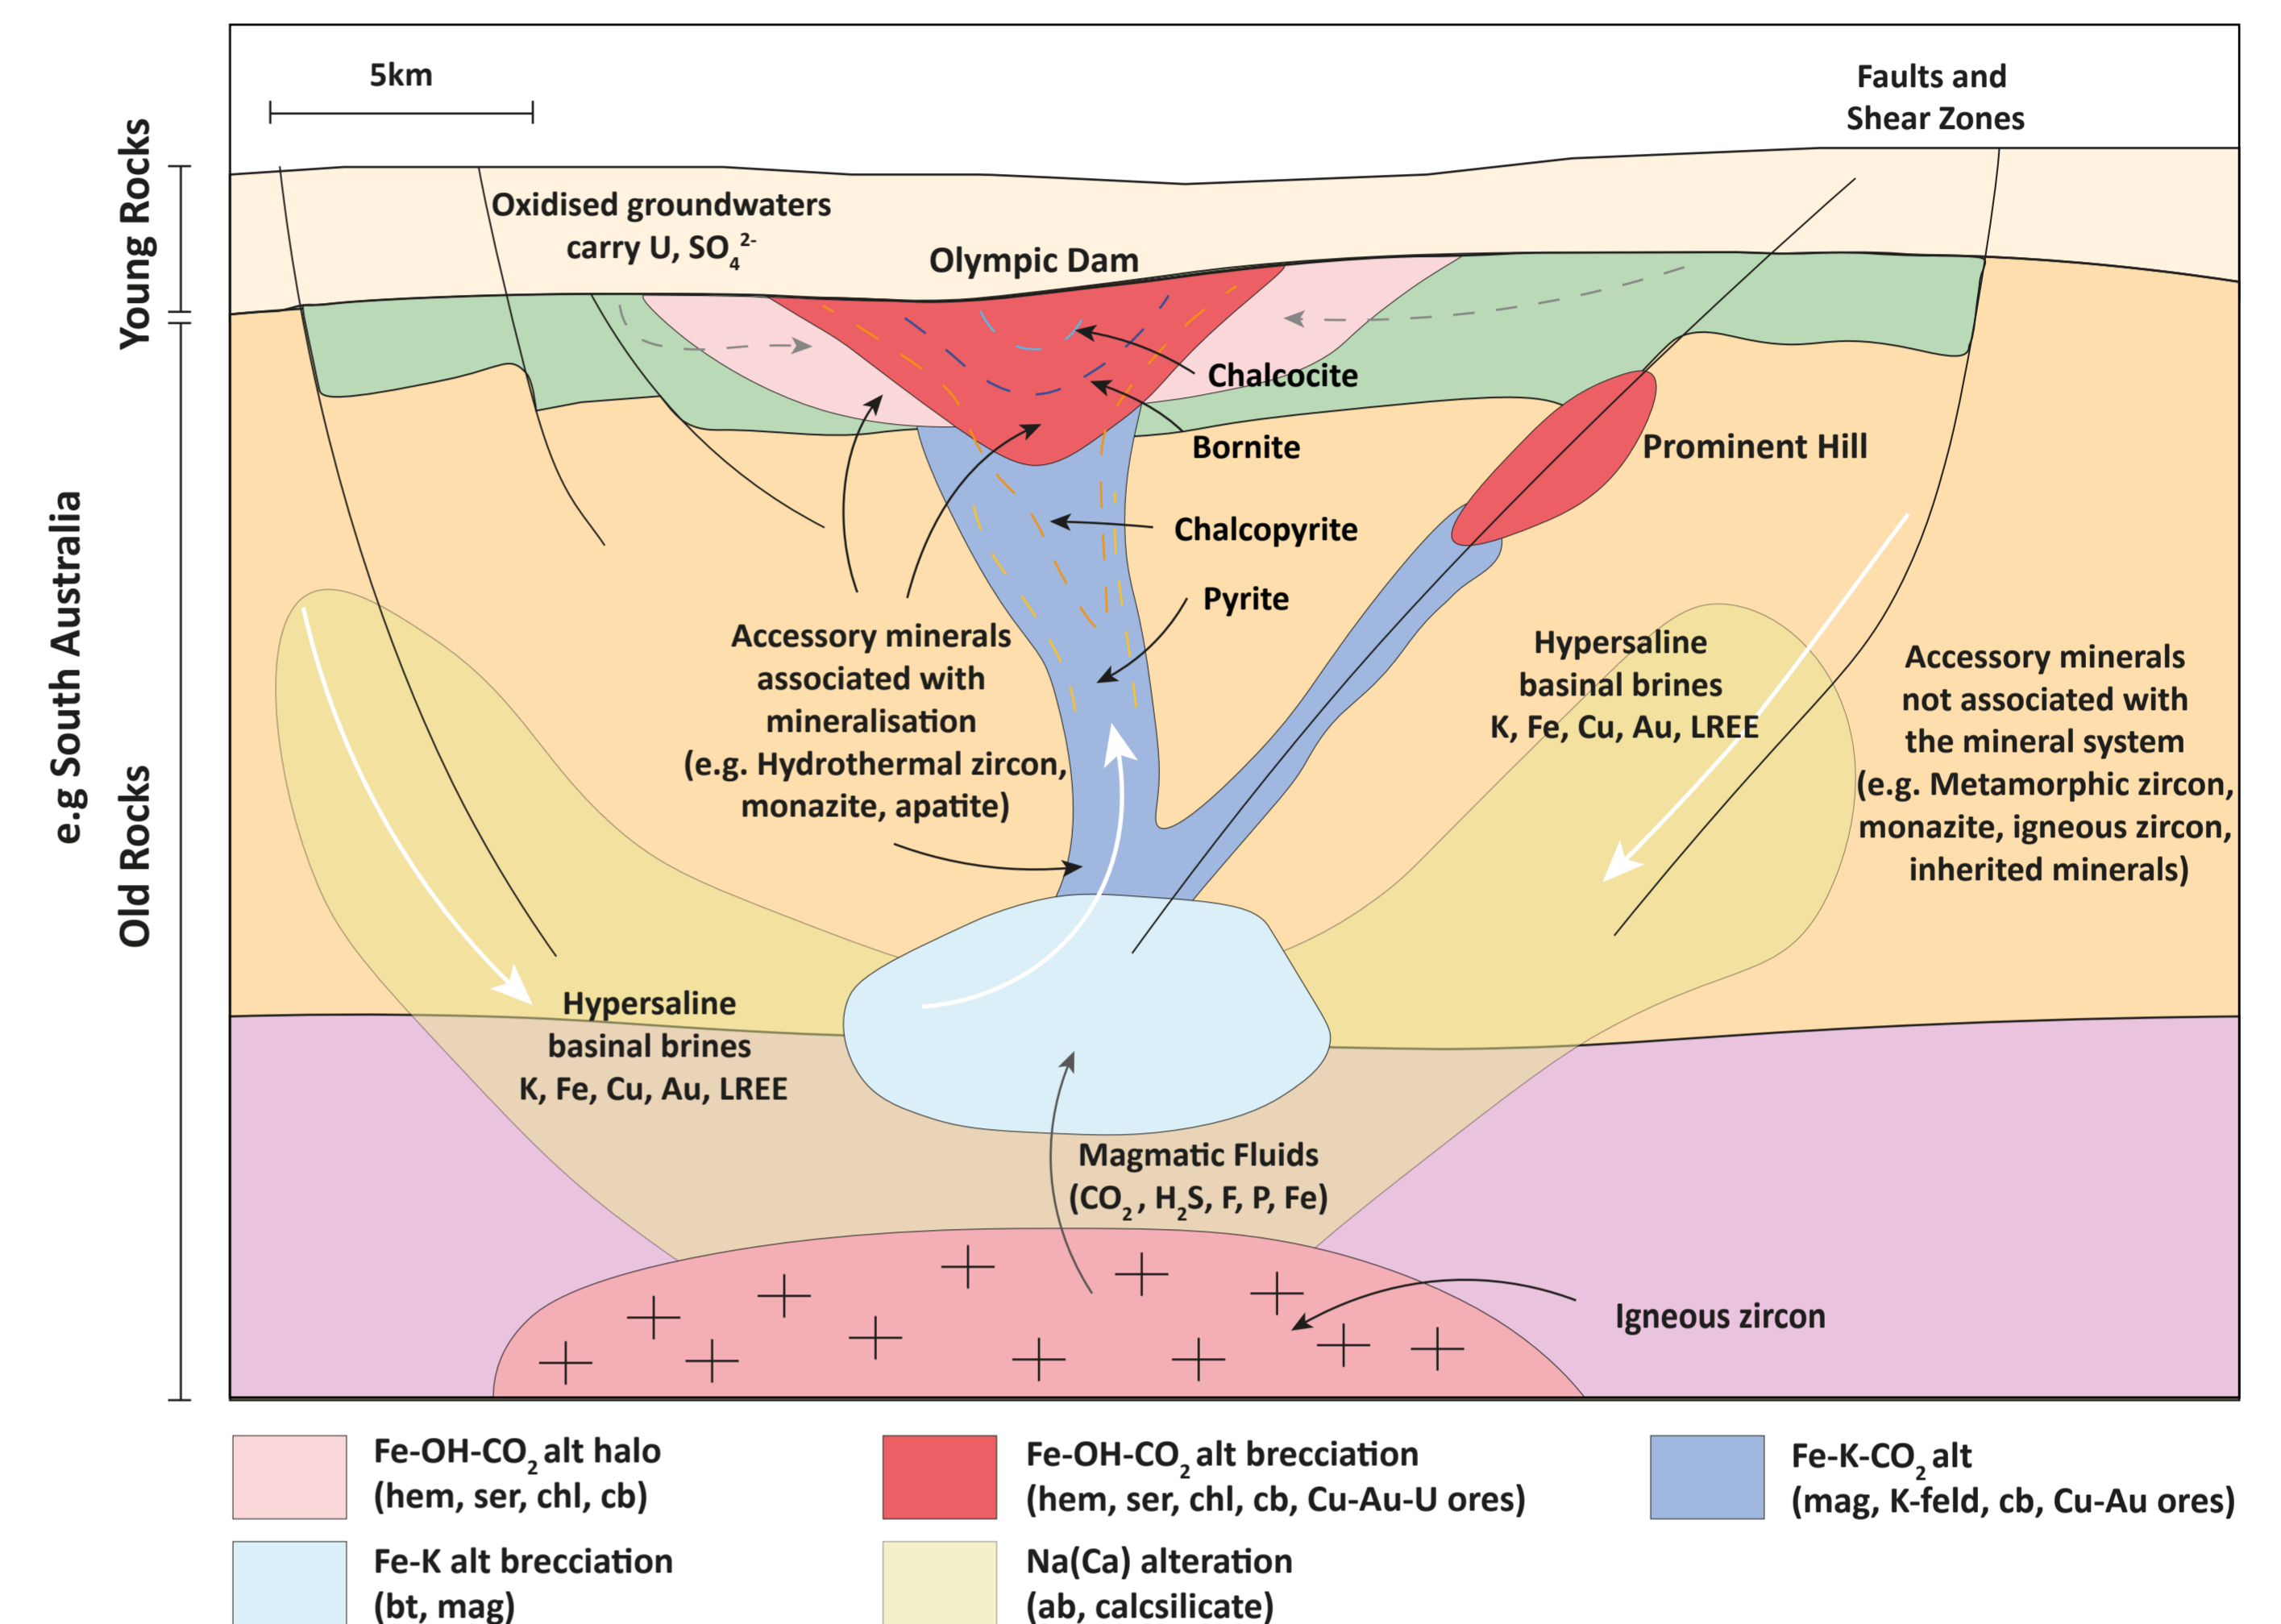 5km
Faults and
Shear Zones
Young Rocks
Oxidised groundwaters
carry U, SO₄²⁻
Olympic Dam
Chalcocite
Bornite
Prominent Hill
Chalcopyrite
Pyrite
e.g South Australia
Old Rocks
Accessory minerals
associated with
mineralisation
(e.g. Hydrothermal zircon,
monazite, apatite)
Hypersaline
basinal brines
K, Fe, Cu, Au, LREE
Accessory minerals
not associated with
the mineral system
(e.g. Metamorphic zircon,
monazite, igneous zircon,
inherited minerals)
Hypersaline
basinal brines
K, Fe, Cu, Au, LREE
Magmatic Fluids
(CO₂, H₂S, F, P, Fe)
Igneous zircon
Fe-OH-CO₂ alt halo
(hem, ser, chl, cb)
Fe-OH-CO₂ alt brecciation
(hem, ser, chl, cb, Cu-Au-U ores)
Fe-K-CO₂ alt
(mag, K-feld, cb, Cu-Au ores)
Fe-K alt brecciation
(bt, mag)
Na(Ca) alteration
(ab, calcsilicate)